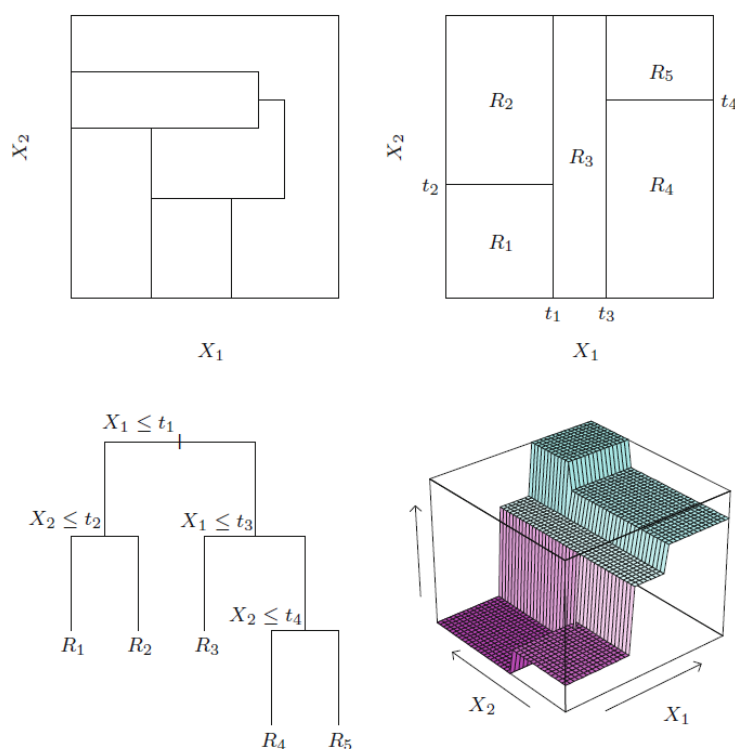 X₂
X₁
R₅
R₂
t₄
X₂
R₃
t₂
R₄
R₁
t₁
t₃
X₁
X₁ ≤ t₁
X₂ ≤ t₂
X₁ ≤ t₃
X₂ ≤ t₄
R₁
R₂
R₃
R₄
R₅
X₂
X₁